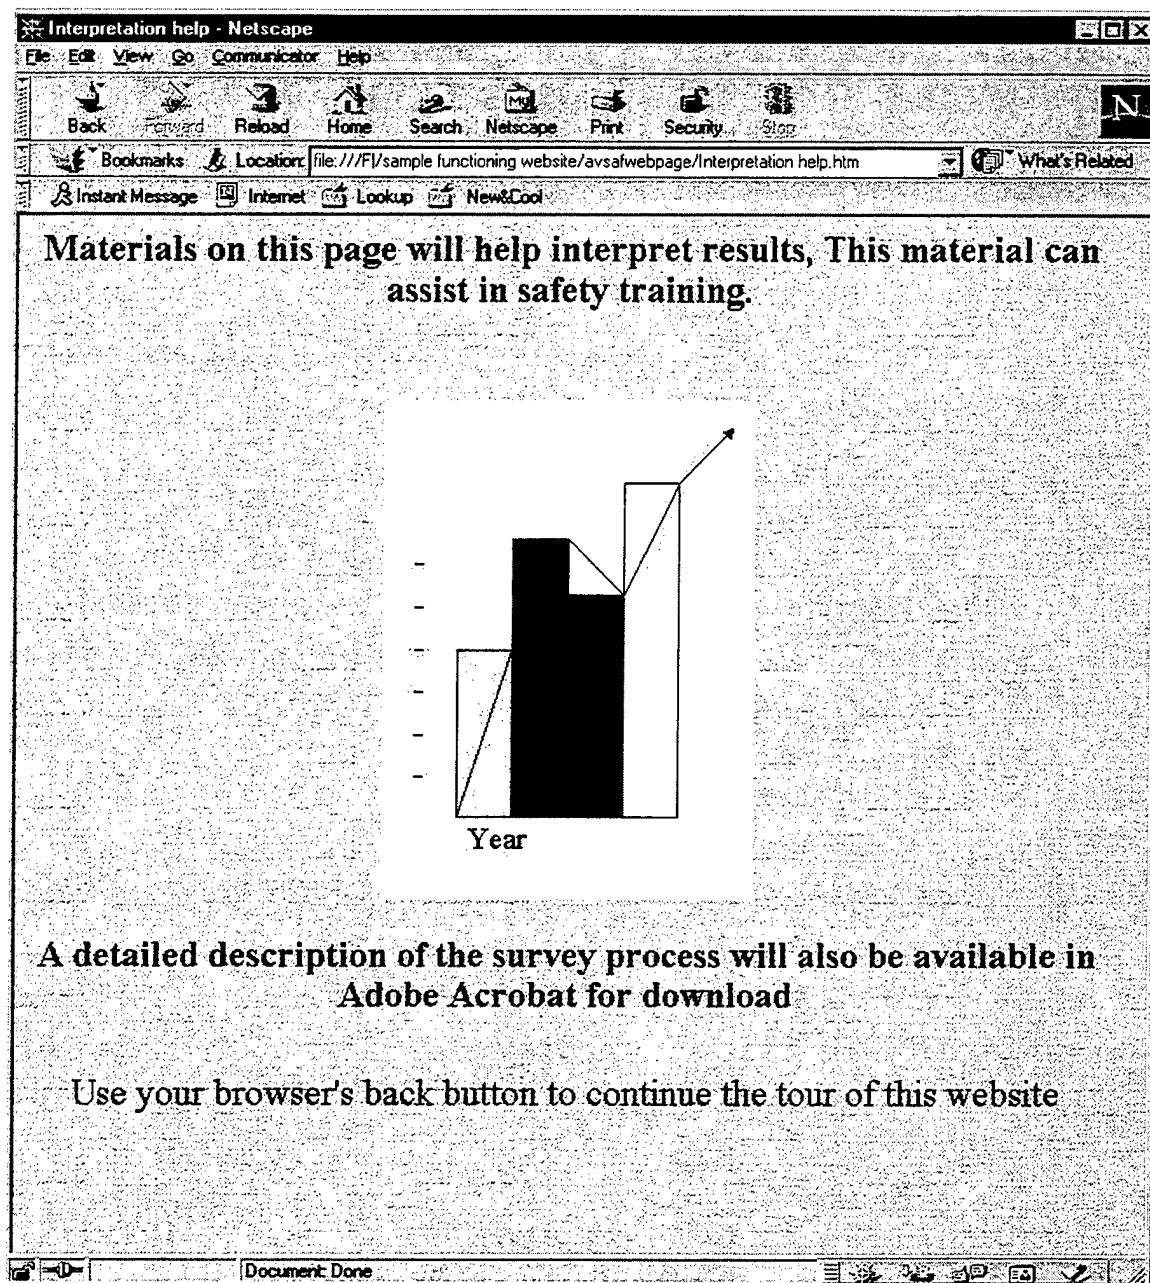 Interpretation help - Netscape
File Edit View Go Communicator Help
Back Forward Reload Home Search Netscape Print Security Stop
My
N
Bookmarks Location: file:///F|/sample functioning website/avsafwebpage/Interpretation help.htm What's Related
Instant Message Internet Lookup New&Cool
Materials on this page will help interpret results, This material can
assist in safety training.
Year
A detailed description of the survey process will also be available in
Adobe Acrobat for download
Use your browser's back button to continue the tour of this website
Document: Done